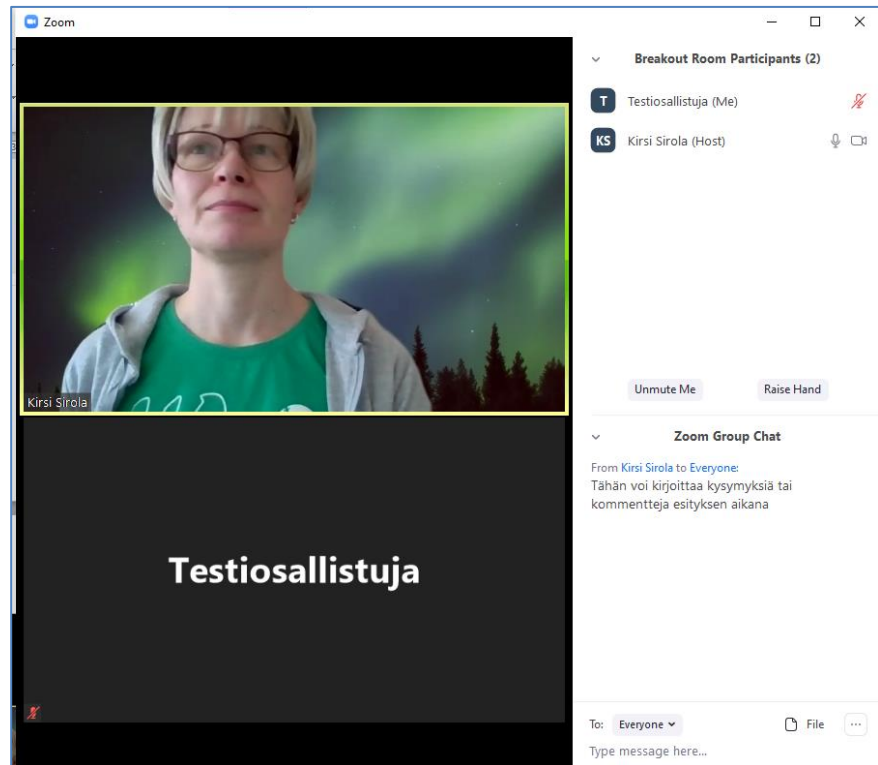 Zoom
Kirsi Sirola
Testiosallistuja
Breakout Room Participants (2)
T Testiosallistuja (Me)
KS Kirsi Sirola (Host)
Unmute Me Raise Hand
Zoom Group Chat
From Kirsi Sirola to Everyone:
Tähän voi kirjoittaa kysymyksiä tai
kommentteja esityksen aikana
To: Everyone File ...
Type message here...